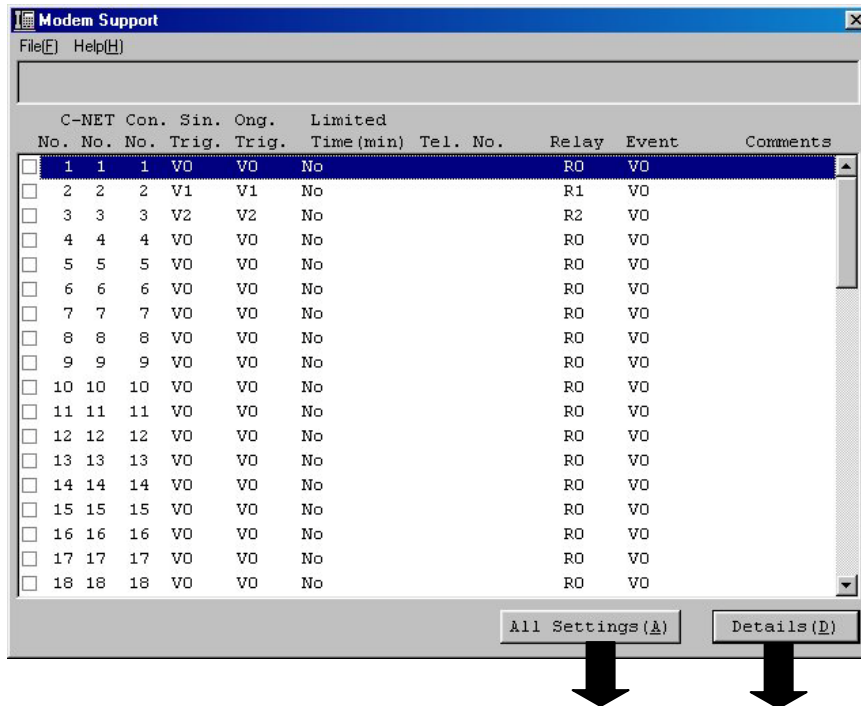 Modem Support
File(F) Help(H)
C-NET Con. Sin. Ong. Limited
No. No. No. Trig. Trig. Time(min) Tel. No. Relay Event Comments
1 1 1 V0 V0 No R0 V0
2 2 2 V1 V1 No R1 V0
3 3 3 V2 V2 No R2 V0
4 4 4 V0 V0 No R0 V0
5 5 5 V0 V0 No R0 V0
6 6 6 V0 V0 No R0 V0
7 7 7 V0 V0 No R0 V0
8 8 8 V0 V0 No R0 V0
9 9 9 V0 V0 No R0 V0
10 10 10 V0 V0 No R0 V0
11 11 11 V0 V0 No R0 V0
12 12 12 V0 V0 No R0 V0
13 13 13 V0 V0 No R0 V0
14 14 14 V0 V0 No R0 V0
15 15 15 V0 V0 No R0 V0
16 16 16 V0 V0 No R0 V0
17 17 17 V0 V0 No R0 V0
18 18 18 V0 V0 No R0 V0
All Settings(A) Details(D)